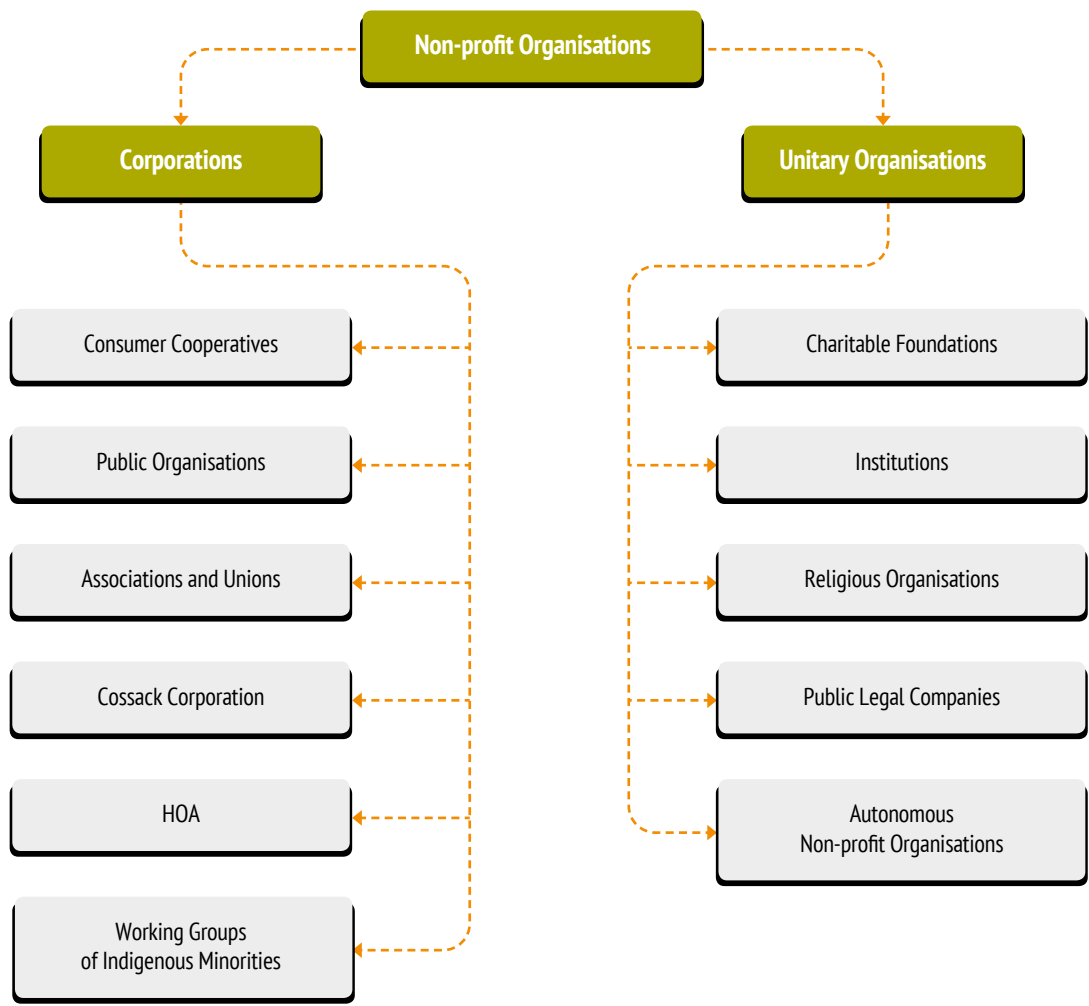 Non-profit Organisations
Corporations
Unitary Organisations
Consumer Cooperatives
Public Organisations
Associations and Unions
Cossack Corporation
HOA
Working Groups
of Indigenous Minorities
Charitable Foundations
Institutions
Religious Organisations
Public Legal Companies
Autonomous
Non-profit Organisations